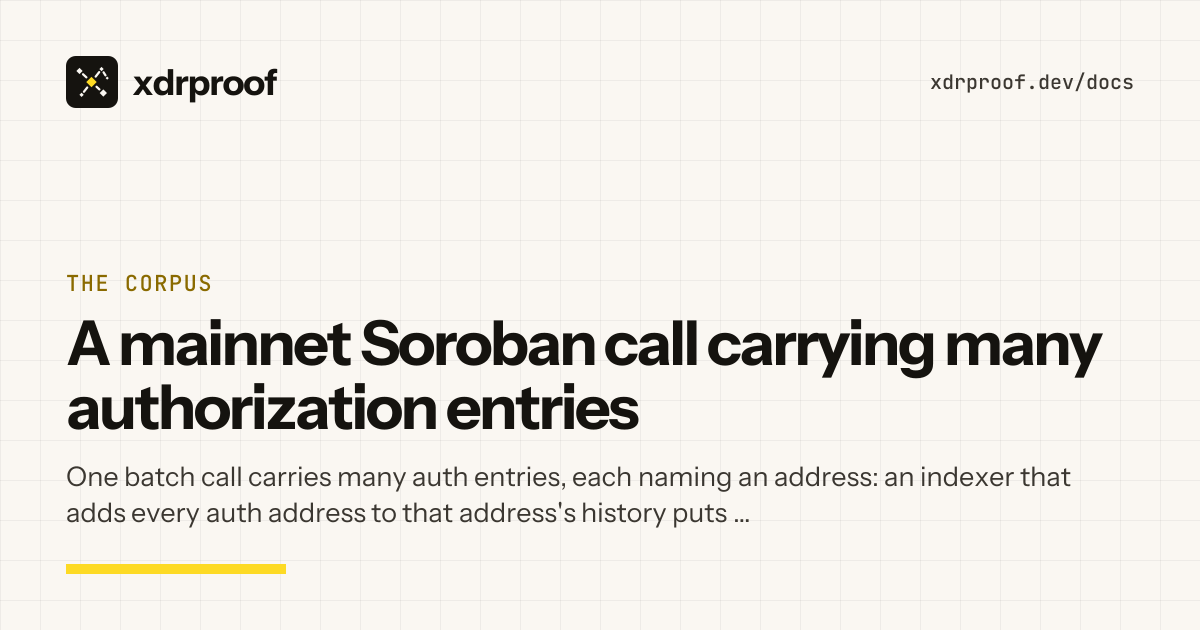 xdrproof
xdrproof.dev/docs
THE CORPUS
A mainnet Soroban call carrying many
authorization entries
One batch call carries many auth entries, each naming an address: an indexer that
adds every auth address to that address's history puts ...